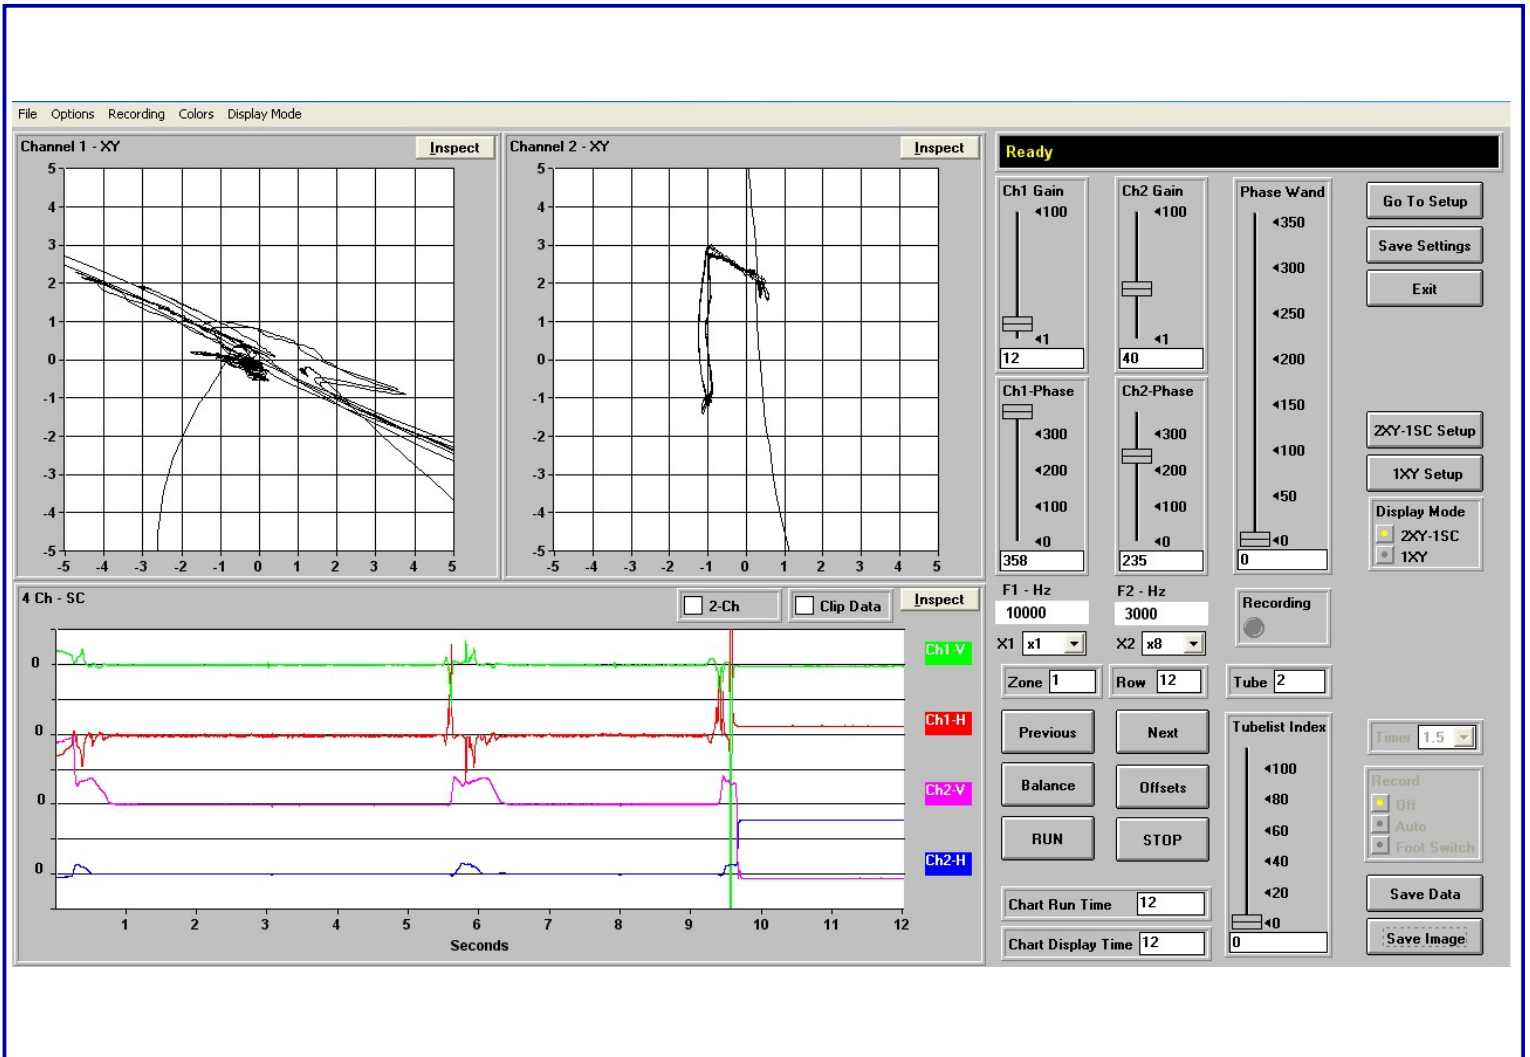 File Options Recording Colors Display Mode
Channel 1 - XY
Inspect
5
4
3
2
1
0
-1
-2
-3
-4
-5
-5 -4 -3 -2 -1 0 1 2 3 4 5
Channel 2 - XY
Inspect
5
4
3
2
1
0
-1
-2
-3
-4
-5
-5 -4 -3 -2 -1 0 1 2 3 4 5
4 Ch - SC
2-Ch
Clip Data
Inspect
0
0
0
0
Ch1-V
Ch1-H
Ch2-V
Ch2-H
1 2 3 4 5 6 7 8 9 10 11 12
Seconds
Ready
Ch1 Gain
100
1
12
Ch2 Gain
100
1
40
Phase Wand
350
300
250
200
150
100
50
0
0
Ch1-Phase
300
200
100
0
358
Ch2-Phase
300
200
100
0
235
Go To Setup
Save Settings
Exit
2XY-1SC Setup
1XY Setup
Display Mode
2XY-1SC
1XY
F1 - Hz
10000
F2 - Hz
3000
Recording
X1 x1
X2 x8
Zone 1
Row 12
Tube 2
Previous
Next
Balance
Offsets
RUN
STOP
Chart Run Time 12
Chart Display Time 12
Tubelist Index
100
80
60
40
20
0
0
Timer 1.5
Record
Off
Auto
Foot Switch
Save Data
Save Image